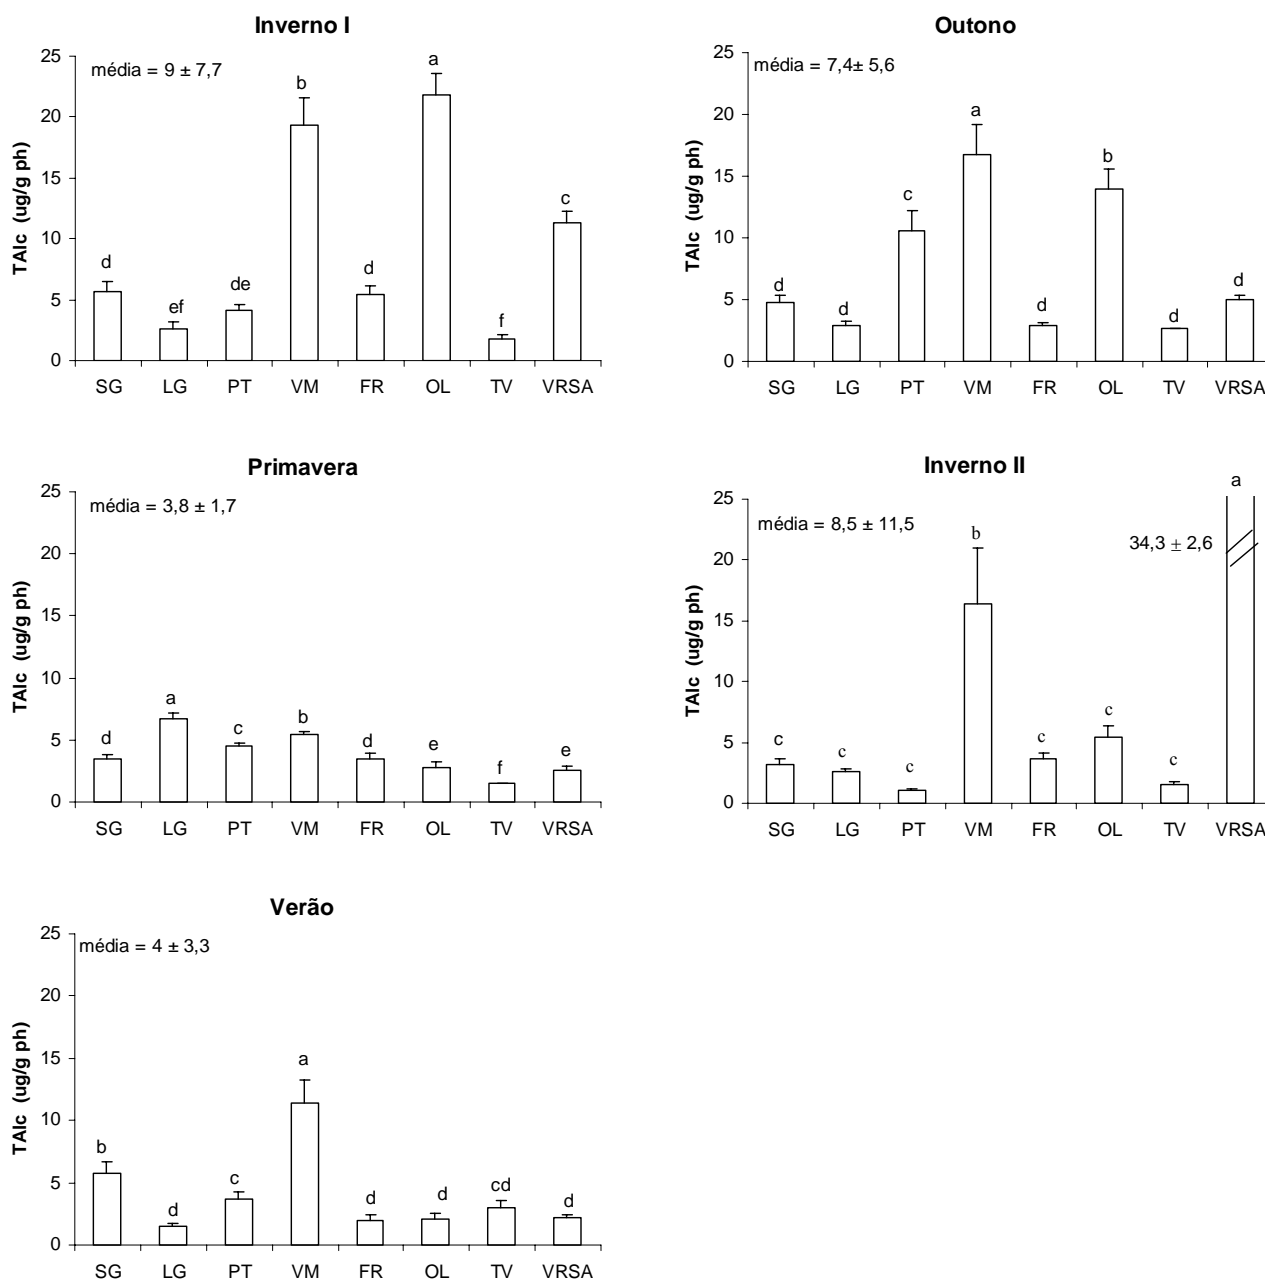 Inverno I
média = 9 ± 7,7
TAlc (ug/g ph)
25
20
15
10
5
0
d ef de b d a f c
SG LG PT VM FR OL TV VRSA
Outono
média = 7,4± 5,6
TAlc (ug/g ph)
25
20
15
10
5
0
d d c a d b d d
SG LG PT VM FR OL TV VRSA
Primavera
média = 3,8 ± 1,7
TAlc (ug/g ph)
25
20
15
10
5
0
d a c b d e f e
SG LG PT VM FR OL TV VRSA
Inverno II
média = 8,5 ± 11,5
34,3 ± 2,6
TAlc (ug/g ph)
25
20
15
10
5
0
c c c b c c c a
SG LG PT VM FR OL TV VRSA
Verão
média = 4 ± 3,3
TAlc (ug/g ph)
25
20
15
10
5
0
b d c a d d cd d
SG LG PT VM FR OL TV VRSA